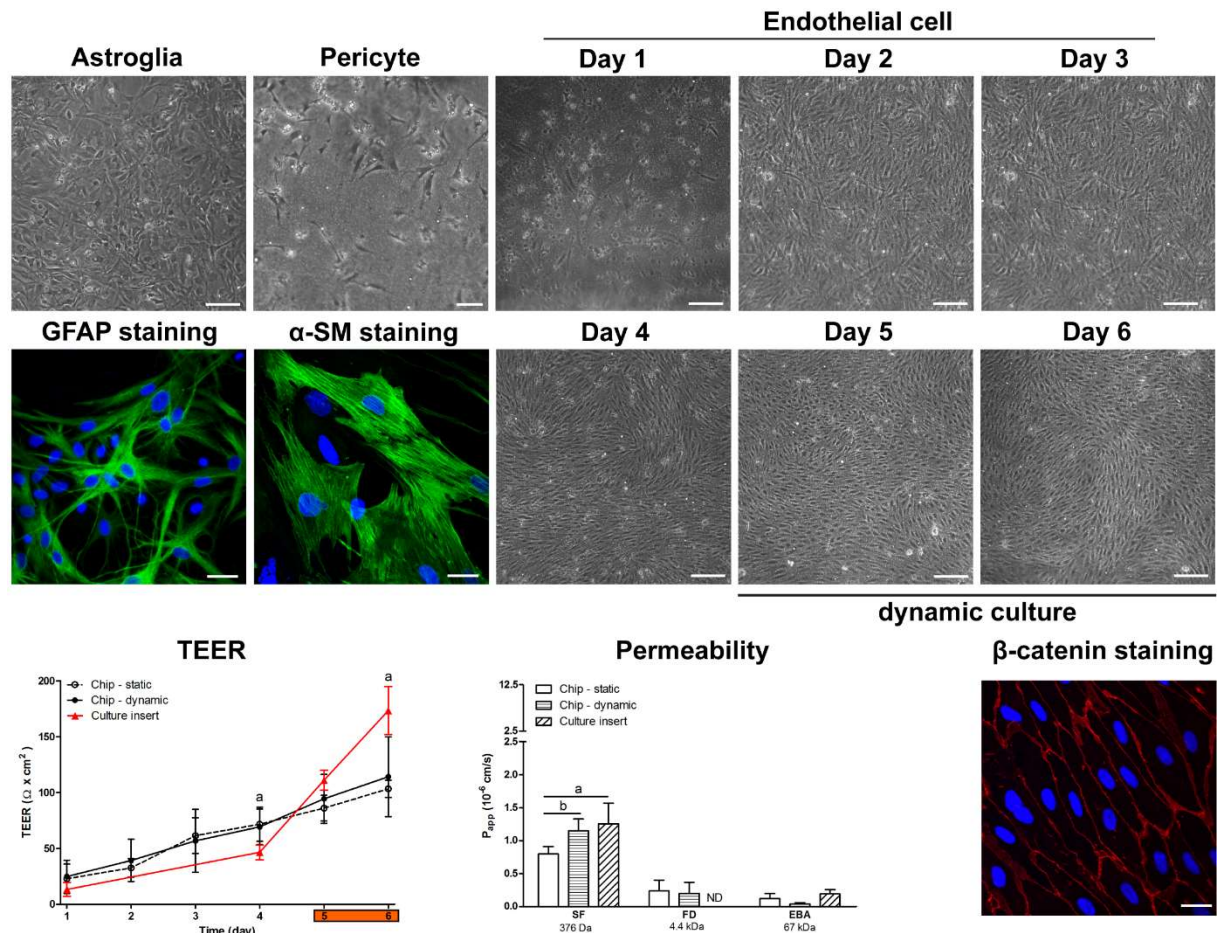 Endothelial cell
Astroglia
Pericyte
Day 1
Day 2
Day 3
GFAP staining
α-SM staining
Day 4
Day 5
Day 6
dynamic culture
TEER
200
150
100
50
0
TEER ( Ω x cm² )
Chip - static
Chip - dynamic
Culture insert
a
a
1
2
3
4
5
6
Time (day)
Permeability
12.5
2.5
2.5
2.0
1.5
1.0
0.5
0.0
Papp (10⁻⁶ cm/s)
Chip - static
Chip - dynamic
Culture insert
a
b
ND
SF
FD
EBA
376 Da
4.4 kDa
67 kDa
β-catenin staining